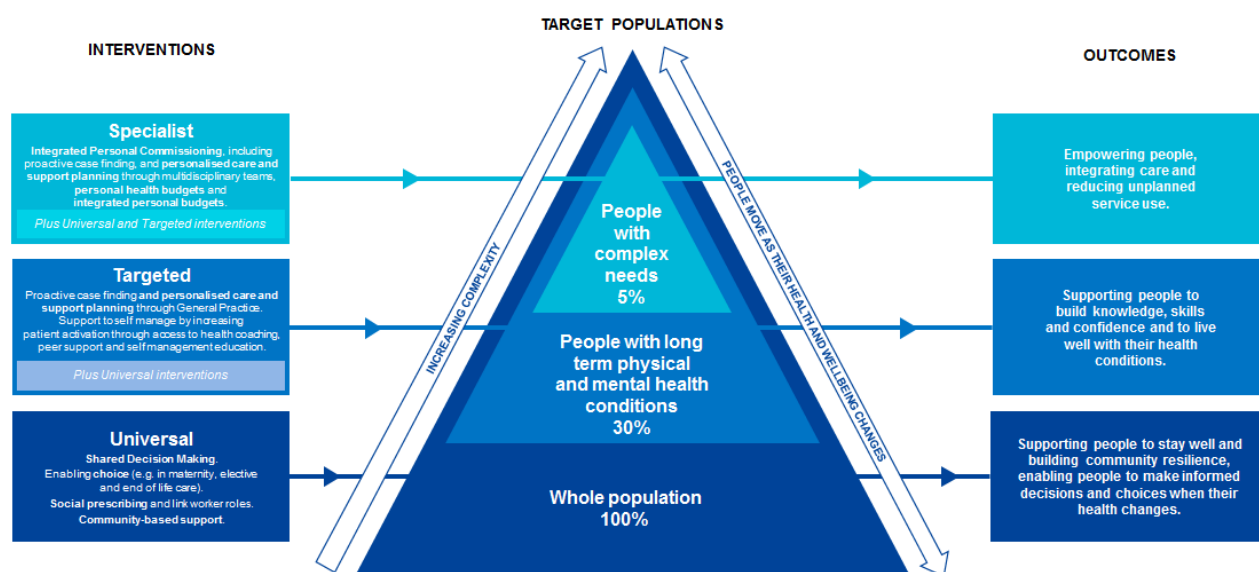 TARGET POPULATIONS
INTERVENTIONS
OUTCOMES
Specialist
Integrated Personal Commissioning, including
proactive case finding, and personalised care and
support planning through multidisciplinary teams,
personal health budgets and
integrated personal budgets.
Plus Universal and Targeted interventions
Targeted
Proactive case finding and personalised care and
support planning through General Practice.
Support to self manage by increasing
patient activation through access to health coaching,
peer support and self management education.
Plus Universal interventions
Universal
Shared Decision Making.
Enabling choice (e.g. in maternity, elective
and end of life care).
Social prescribing and link worker roles.
Community-based support.
INCREASING COMPLEXITY
People
with
complex
needs
5%
People with long
term physical
and mental health
conditions
30%
Whole population
100%
PEOPLE MOVE AS THEIR HEALTH AND WELLBEING CHANGES
Empowering people,
integrating care and
reducing unplanned
service use.
Supporting people to
build knowledge, skills
and confidence and to live
well with their health
conditions.
Supporting people to stay well and
building community resilience,
enabling people to make informed
decisions and choices when their
health changes.